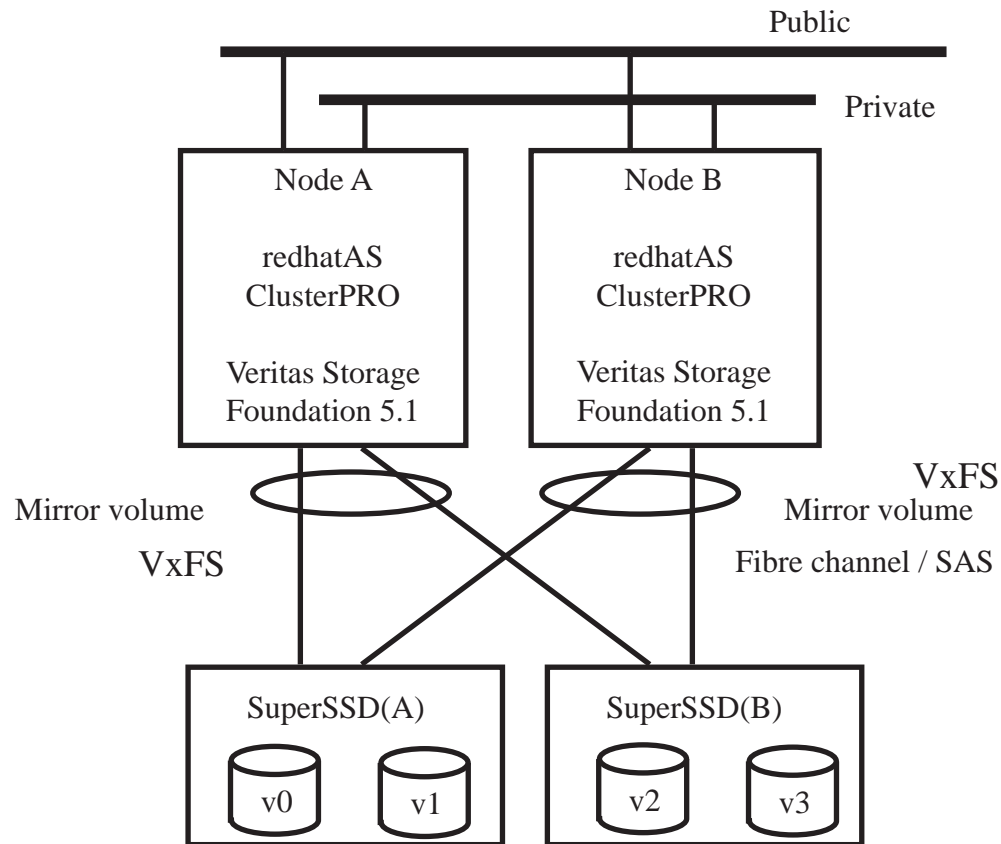 Public
Private
Node A
redhatAS
ClusterPRO
Veritas Storage
Foundation 5.1
Node B
redhatAS
ClusterPRO
Veritas Storage
Foundation 5.1
Mirror volume
VxFS
VxFS
Mirror volume
Fibre channel / SAS
SuperSSD(A)
v0
v1
SuperSSD(B)
v2
v3